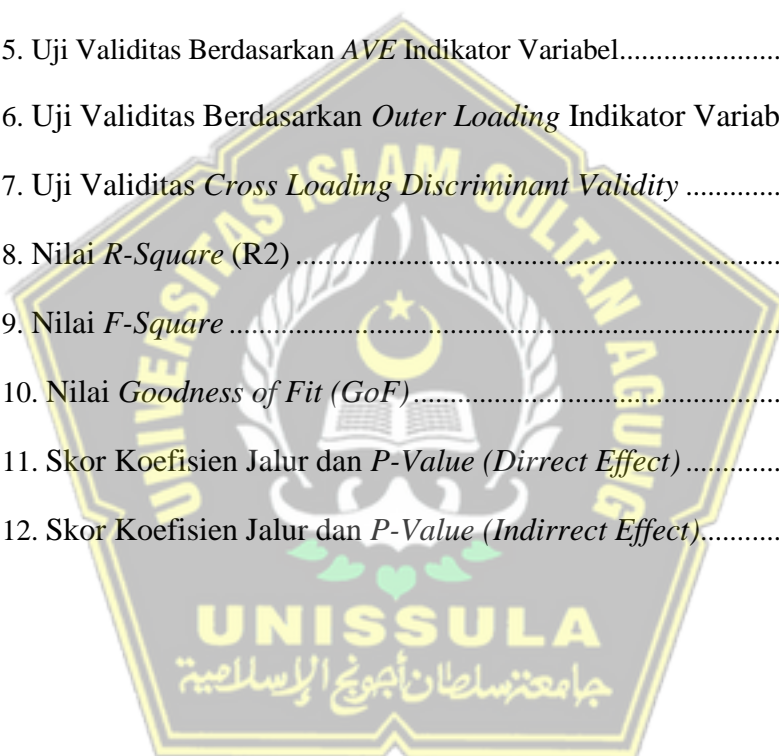 5. Uji Validitas Berdasarkan AVE Indikator Variabel.....................
6. Uji Validitas Berdasarkan Outer Loading Indikator Variab
7. Uji Validitas Cross Loading Discriminant Validity .............
8. Nilai R-Square (R2) .....................................................................
9. Nilai F-Square ...............................................................................
10. Nilai Goodness of Fit (GoF) .....................................................
11. Skor Koefisien Jalur dan P-Value (Dirrect Effect) .............
12. Skor Koefisien Jalur dan P-Value (Indirrect Effect)...........
UNIVERSITAS ISLAM SULTAN AGUNG
UNISSULA
جامعة سلطان أجونج الإسلامية